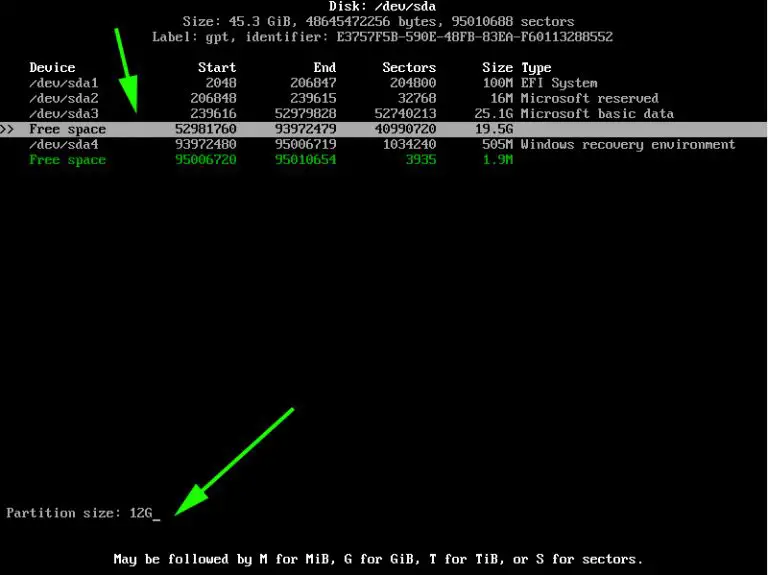 Disk: /dev/sda
Size: 45.3 GiB, 48645472256 bytes, 95010688 sectors
Label: gpt, identifier: E3757F5B-590E-48FB-83EA-F60113288552
Device Start End Sectors Size Type
/dev/sda1 2048 206847 204800 100M EFI System
/dev/sda2 206848 239615 32768 16M Microsoft reserved
/dev/sda3 239616 52979828 52740213 25.1G Microsoft basic data
>> Free space 52981760 93972479 40990720 19.5G
/dev/sda4 93972480 95006719 1034240 505M Windows recovery environment
Free space 95006720 95010654 3935 1.9M
Partition size: 12G_
May be followed by M for MiB, G for GiB, T for TiB, or S for sectors.